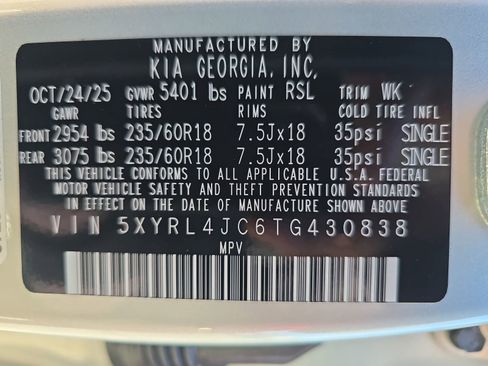 MANUFACTURED BY
KIA GEORGIA, INC.
OCT/24/25 GVWR 5401 lbs PAINT RSL TRIM WK
GAWR TIRES RIMS COLD TIRE INFL
FRONT 2954 lbs 235/60R18 7.5Jx18 35psi SINGLE
REAR 3075 lbs 235/60R18 7.5Jx18 35psi SINGLE
THIS VEHICLE CONFORMS TO ALL APPLICABLE U.S.A FEDERAL
MOTOR VEHICLE SAFETY AND THEFT PREVENTION STANDARDS
IN EFFECT ON THE DATE OF MANUFACTURE SHOWN ABOVE
VIN 5XYRL4JC6TG430838
MPV